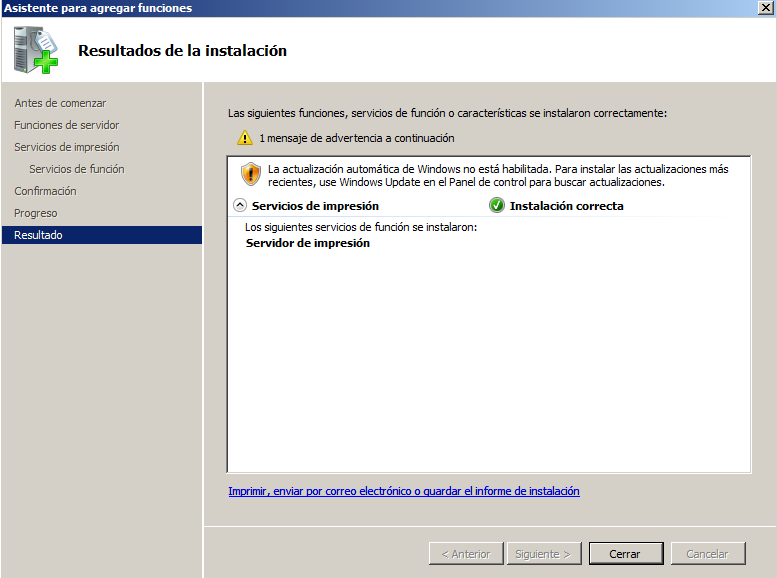 Asistente para agregar funciones
Resultados de la instalación
Antes de comenzar
Funciones de servidor
Servicios de impresión
Servicios de función
Confirmación
Progreso
Resultado
Las siguientes funciones, servicios de función o características se instalaron correctamente:
1 mensaje de advertencia a continuación
La actualización automática de Windows no está habilitada. Para instalar las actualizaciones más
recientes, use Windows Update en el Panel de control para buscar actualizaciones.
Servicios de impresión Instalación correcta
Los siguientes servicios de función se instalaron:
Servidor de impresión
Imprimir, enviar por correo electrónico o guardar el informe de instalación
< Anterior Siguiente > Cerrar Cancelar